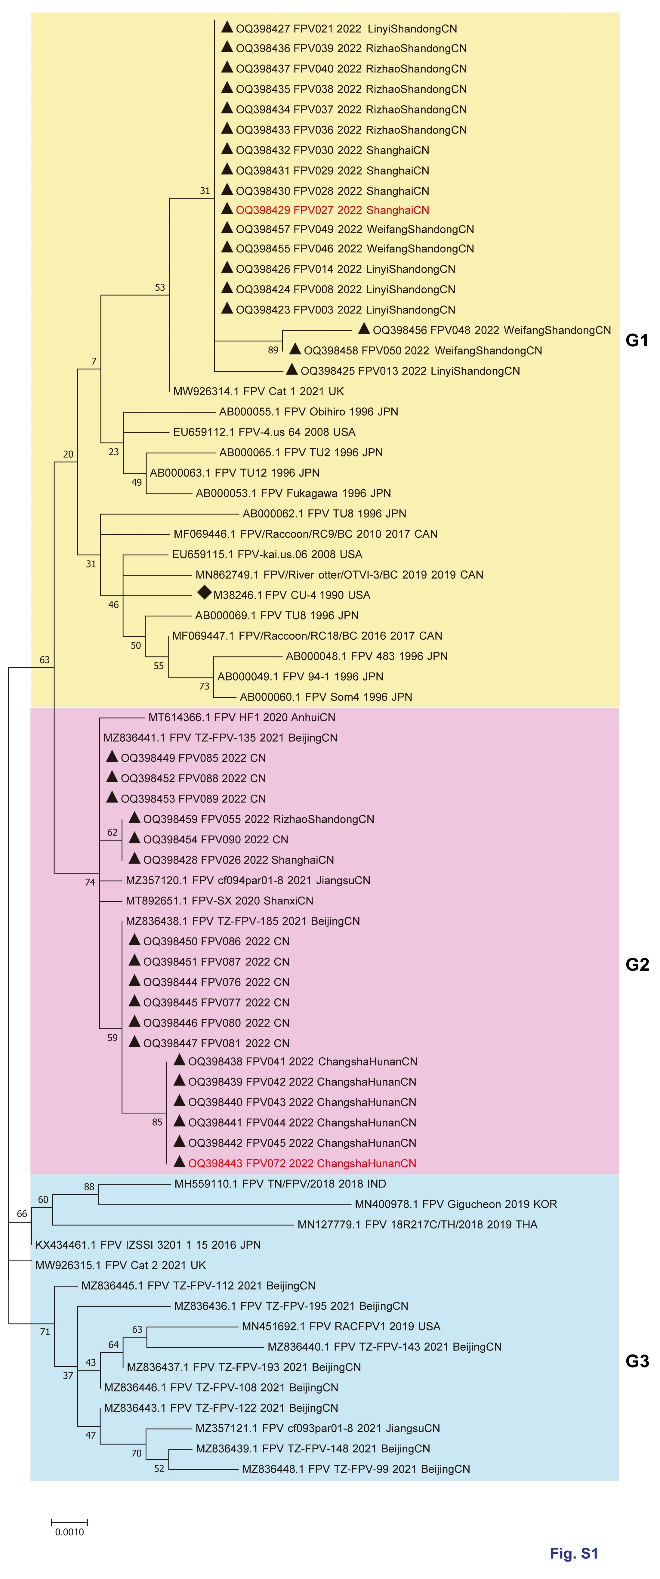 OQ398427 FPV021 2022 LinyiShandongCN
OQ398436 FPV039 2022 RizhaoShandongCN
OQ398437 FPV040 2022 RizhaoShandongCN
OQ398435 FPV038 2022 RizhaoShandongCN
OQ398434 FPV037 2022 RizhaoShandongCN
OQ398433 FPV036 2022 RizhaoShandongCN
OQ398432 FPV030 2022 ShanghaiCN
OQ398431 FPV029 2022 ShanghaiCN
31
OQ398430 FPV028 2022 ShanghaiCN
OQ398429 FPV027 2022 ShanghaiCN
OQ398457 FPV049 2022 WeifangShandongCN
OQ398455 FPV046 2022 WeifangShandongCN
OQ398426 FPV014 2022 LinyiShandongCN
53
OQ398424 FPV008 2022 LinyiShandongCN
OQ398423 FPV003 2022 LinyiShandongCN
OQ398456 FPV048 2022 WeifangShandongCN
G1
89
OQ398458 FPV050 2022 WeifangShandongCN
7
OQ398425 FPV013 2022 LinyiShandongCN
MW926314.1 FPV Cat 1 2021 UK
AB000055.1 FPV Obihiro 1996 JPN
EU659112.1 FPV-4.us 64 2008 USA
23
AB000065.1 FPV TU2 1996 JPN
20
AB000063.1 FPV TU12 1996 JPN
49
AB000053.1 FPV Fukagawa 1996 JPN
AB000062.1 FPV TU8 1996 JPN
MF069446.1 FPV/Raccoon/RC9/BC 2010 2017 CAN
EU659115.1 FPV-kai.us.06 2008 USA
31
MN862749.1 FPV/River otter/OTVI-3/BC 2019 2019 CAN
M38246.1 FPV CU-4 1990 USA
46
AB000069.1 FPV TU8 1996 JPN
MF069447.1 FPV/Raccoon/RC18/BC 2016 2017 CAN
50
AB000048.1 FPV 483 1996 JPN
63
55
AB000049.1 FPV 94-1 1996 JPN
73
AB000060.1 FPV Som4 1996 JPN
MT614366.1 FPV HF1 2020 AnhuiCN
MZ836441.1 FPV TZ-FPV-135 2021 BeijingCN
OQ398449 FPV085 2022 CN
OQ398452 FPV088 2022 CN
OQ398453 FPV089 2022 CN
OQ398459 FPV055 2022 RizhaoShandongCN
62
OQ398454 FPV090 2022 CN
OQ398428 FPV026 2022 ShanghaiCN
74
MZ357120.1 FPV cf094par01-8 2021 JiangsuCN
MT892651.1 FPV-SX 2020 ShanxiCN
MZ836438.1 FPV TZ-FPV-185 2021 BeijingCN
OQ398450 FPV086 2022 CN
OQ398451 FPV087 2022 CN
G2
OQ398444 FPV076 2022 CN
OQ398445 FPV077 2022 CN
OQ398446 FPV080 2022 CN
59
OQ398447 FPV081 2022 CN
OQ398438 FPV041 2022 ChangshaHunanCN
OQ398439 FPV042 2022 ChangshaHunanCN
OQ398440 FPV043 2022 ChangshaHunanCN
85
OQ398441 FPV044 2022 ChangshaHunanCN
OQ398442 FPV045 2022 ChangshaHunanCN
OQ398443 FPV072 2022 ChangshaHunanCN
88
MH559110.1 FPV TN/FPV/2018 2018 IND
60
MN400978.1 FPV Gigucheon 2019 KOR
66
MN127779.1 FPV 18R217C/TH/2018 2019 THA
KX434461.1 FPV IZSSI 3201 1 15 2016 JPN
MW926315.1 FPV Cat 2 2021 UK
MZ836445.1 FPV TZ-FPV-112 2021 BeijingCN
MZ836436.1 FPV TZ-FPV-195 2021 BeijingCN
71
MN451692.1 FPV RACFPV1 2019 USA
63
64
MZ836440.1 FPV TZ-FPV-143 2021 BeijingCN
43
MZ836437.1 FPV TZ-FPV-193 2021 BeijingCN
G3
37
MZ836446.1 FPV TZ-FPV-108 2021 BeijingCN
MZ836443.1 FPV TZ-FPV-122 2021 BeijingCN
47
MZ357121.1 FPV cf093par01-8 2021 JiangsuCN
70
MZ836439.1 FPV TZ-FPV-148 2021 BeijingCN
52
MZ836448.1 FPV TZ-FPV-99 2021 BeijingCN
0.0010
Fig. S1